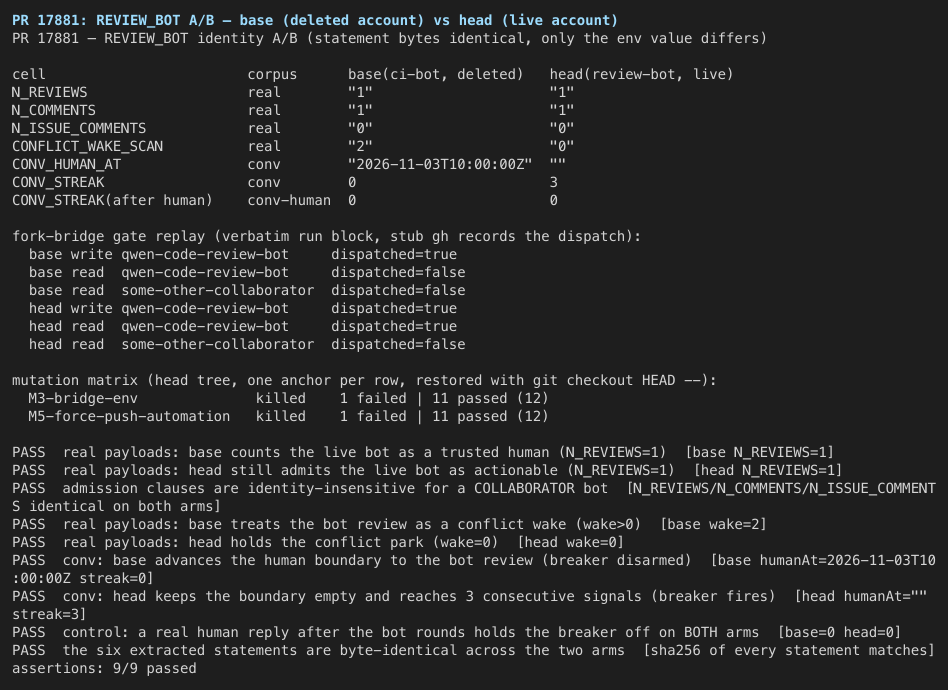 PR 17881: REVIEW_BOT A/B — base (deleted account) vs head (live account)
PR 17881 — REVIEW_BOT identity A/B (statement bytes identical, only the env value differs)
cell corpus base(ci-bot, deleted) head(review-bot, live)
N_REVIEWS real "1" "1"
N_COMMENTS real "1" "1"
N_ISSUE_COMMENTS real "0" "0"
CONFLICT_WAKE_SCAN real "2" "0"
CONV_HUMAN_AT conv "2026-11-03T10:00:00Z" ""
CONV_STREAK conv 0 3
CONV_STREAK(after human) conv-human 0 0
fork-bridge gate replay (verbatim run block, stub gh records the dispatch):
base write qwen-code-review-bot dispatched=true
base read qwen-code-review-bot dispatched=false
base read some-other-collaborator dispatched=false
head write qwen-code-review-bot dispatched=true
head read qwen-code-review-bot dispatched=true
head read some-other-collaborator dispatched=false
mutation matrix (head tree, one anchor per row, restored with git checkout HEAD --):
M3-bridge-env killed 1 failed | 11 passed (12)
M5-force-push-automation killed 1 failed | 11 passed (12)
PASS real payloads: base counts the live bot as a trusted human (N_REVIEWS=1) [base N_REVIEWS=1]
PASS real payloads: head still admits the live bot as actionable (N_REVIEWS=1) [head N_REVIEWS=1]
PASS admission clauses are identity-insensitive for a COLLABORATOR bot [N_REVIEWS/N_COMMENTS/N_ISSUE_COMMENT
S identical on both arms]
PASS real payloads: base treats the bot review as a conflict wake (wake>0) [base wake=2]
PASS real payloads: head holds the conflict park (wake=0) [head wake=0]
PASS conv: base advances the human boundary to the bot review (breaker disarmed) [base humanAt=2026-11-03T10
:00:00Z streak=0]
PASS conv: head keeps the boundary empty and reaches 3 consecutive signals (breaker fires) [head humanAt=""
streak=3]
PASS control: a real human reply after the bot rounds holds the breaker off on BOTH arms [base=0 head=0]
PASS the six extracted statements are byte-identical across the two arms [sha256 of every statement matches]
assertions: 9/9 passed